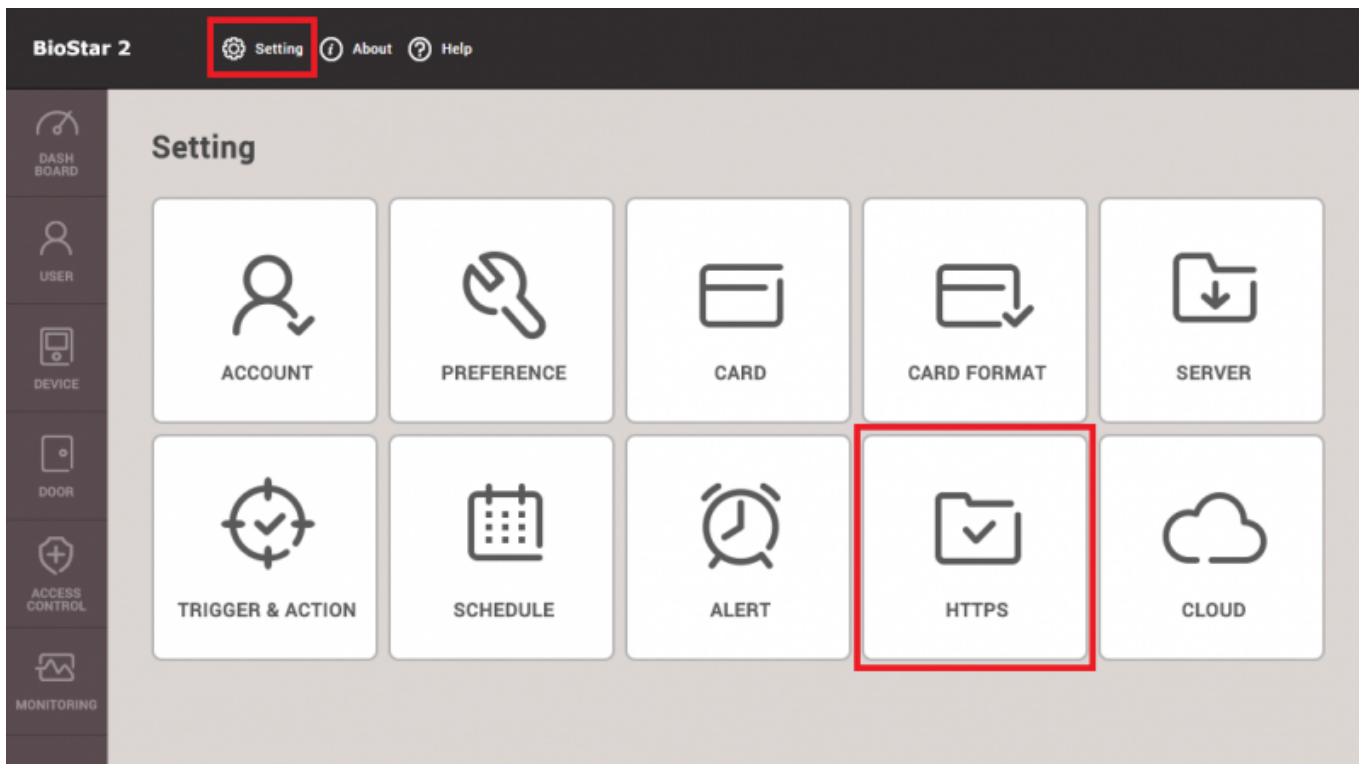 BioStar 2
Setting
About
Help
DASH
BOARD
USER
DEVICE
DOOR
ACCESS
CONTROL
MONITORING
Setting
ACCOUNT
PREFERENCE
CARD
CARD FORMAT
SERVER
TRIGGER & ACTION
SCHEDULE
ALERT
HTTPS
CLOUD